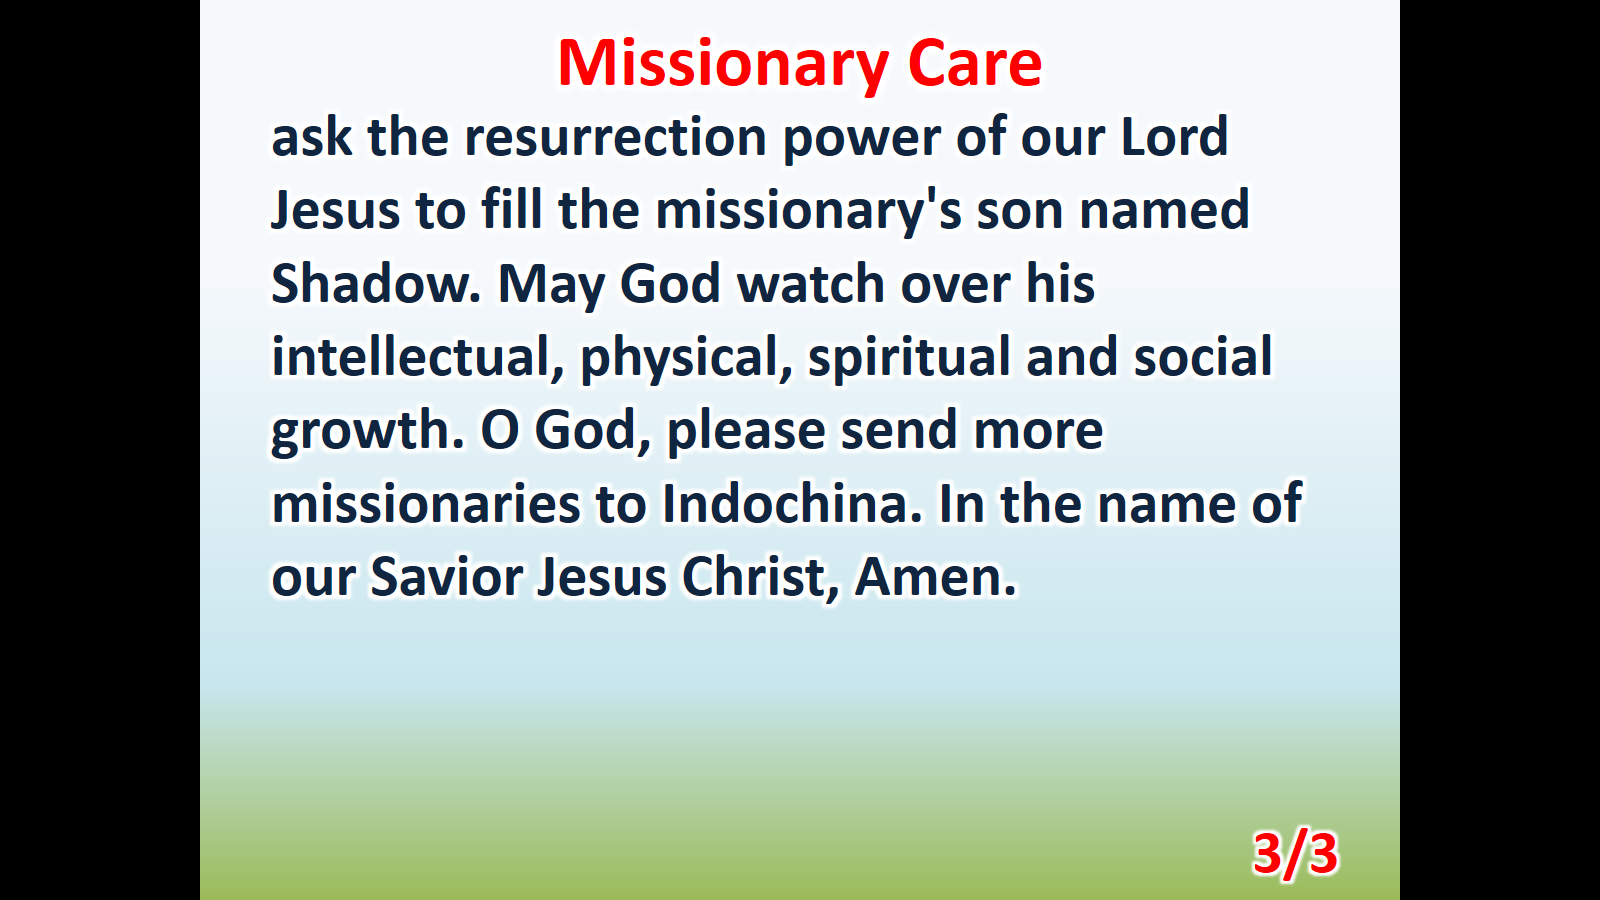 Missionary Care
ask the resurrection power of our Lord
Jesus to fill the missionary's son named
Shadow. May God watch over his
intellectual, physical, spiritual and social
growth. O God, please send more
missionaries to Indochina. In the name of
our Savior Jesus Christ, Amen.
3/3